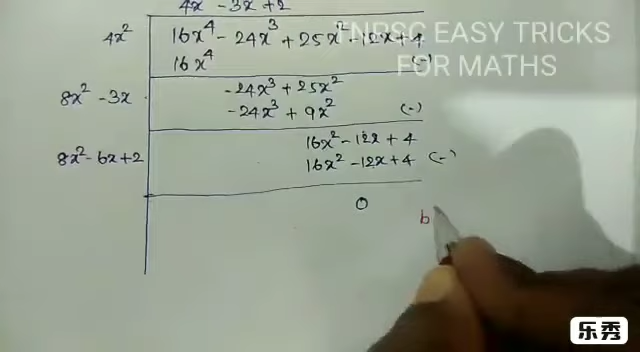 4x² - 3x + 2
4x² 16x⁴ - 24x³ + 25x² - 12x + 4
16x⁴ (-)
8x² - 3x -24x³ + 25x²
-24x³ + 9x² (-)
16x² - 12x + 4
8x² - 6x + 2 16x² - 12x + 4 (-)
0
b
TNPSC EASY TRICKS
FOR MATHS
乐秀